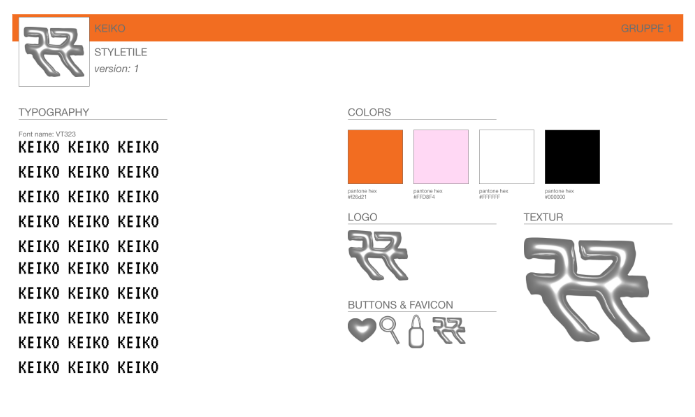 KEIKO
GRUPPE 1
STYLETILE
version: 1
TYPOGRAPHY
Font name: VT323
KEIKO KEIKO KEIKO
KEIKO KEIKO KEIKO
KEIKO KEIKO KEIKO
KEIKO KEIKO KEIKO
KEIKO KEIKO KEIKO
KEIKO KEIKO KEIKO
KEIKO KEIKO KEIKO
KEIKO KEIKO KEIKO
KEIKO KEIKO KEIKO
KEIKO KEIKO KEIKO
COLORS
pantone hex
pantone hex
pantone hex
pantone hex
#FFFFFF
#000000
LOGO
TEXTUR
BUTTONS & FAVICON